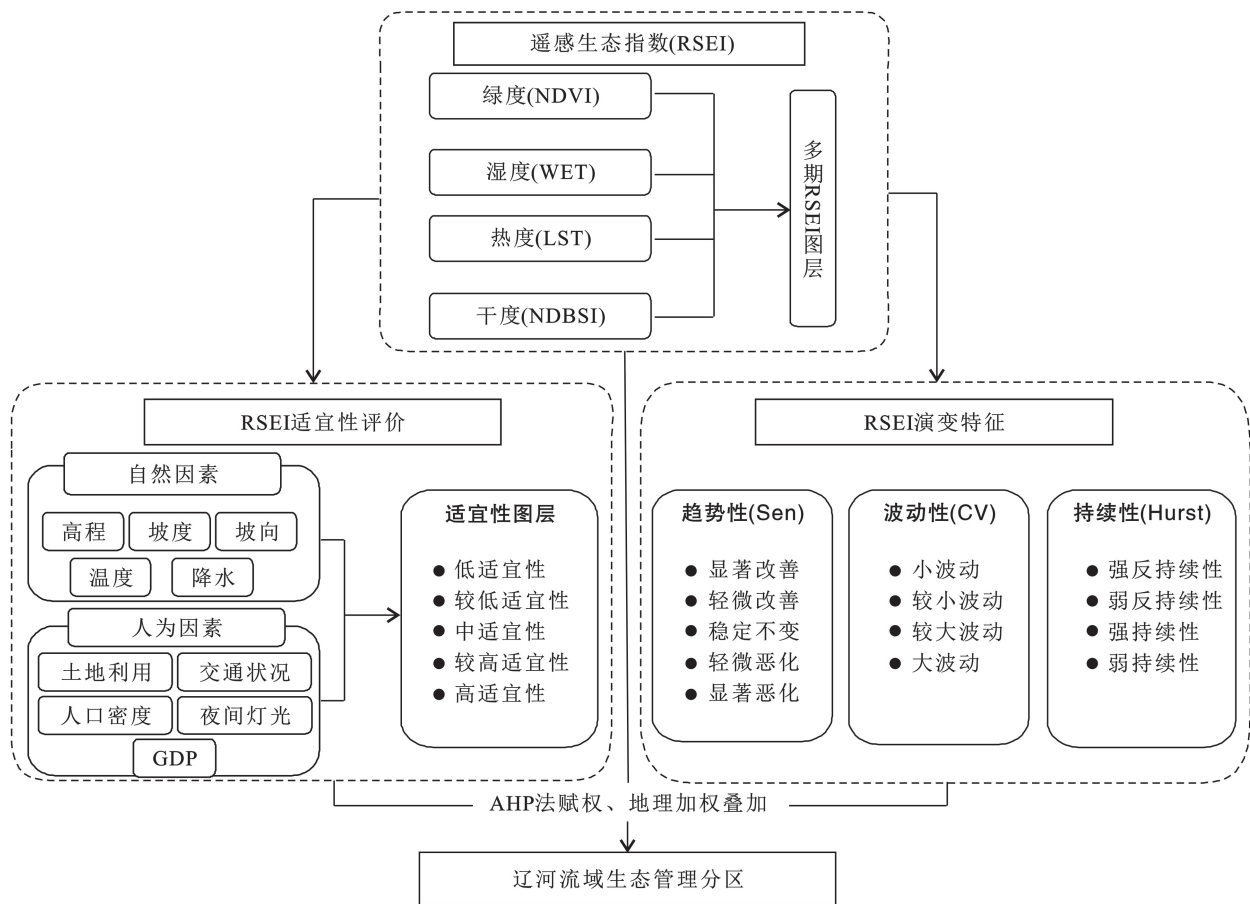 遥感生态指数(RSEI)
绿度(NDVI)
湿度(WET)
热度(LST)
干度(NDBSI)
多期RSEI图层
RSEI适宜性评价
自然因素
高程
坡度
坡向
温度
降水
人为因素
土地利用
交通状况
人口密度
夜间灯光
GDP
适宜性图层
● 低适宜性
● 较低适宜性
● 中适宜性
● 较高适宜性
● 高适宜性
RSEI演变特征
趋势性(Sen)
● 显著改善
● 轻微改善
● 稳定不变
● 轻微恶化
● 显著恶化
波动性(CV)
● 小波动
● 较小波动
● 较大波动
● 大波动
持续性(Hurst)
● 强反持续性
● 弱反持续性
● 强持续性
● 弱持续性
AHP法赋权、地理加权叠加
辽河流域生态管理分区